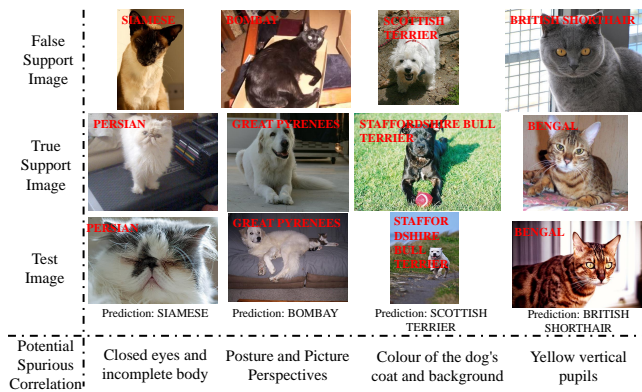 False
Support
Image
SIAMESE
BOMBAY
SCOTTISH
TERRIER
BRITISH SHORTHAIR
True
Support
Image
PERSIAN
GREAT PYRENEES
STAFFORDSHIRE BULL
TERRIER
BENGAL
Test
Image
PERSIAN
GREAT PYRENEES
STAFFOR
DSHIRE
BULL
TERRIER
BENGAL
Prediction: SIAMESE
Prediction: BOMBAY
Prediction: SCOTTISH
TERRIER
Prediction: BRITISH
SHORTHAIR
Potential
Spurious
Correlation
Closed eyes and
incomplete body
Posture and Picture
Perspectives
Colour of the dog's
coat and background
Yellow vertical
pupils